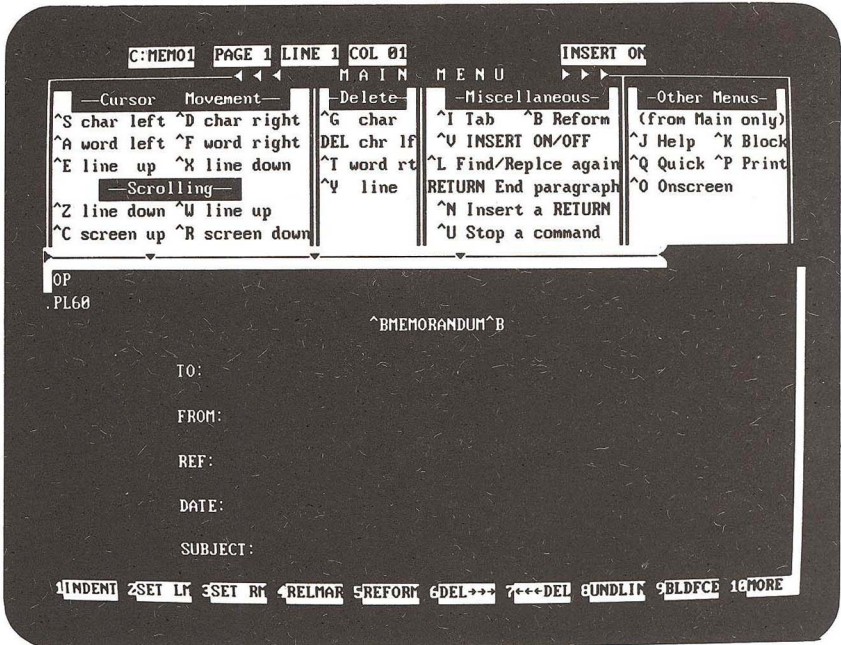 C:MEMO1 PAGE 1 LINE 1 COL 01 INSERT ON
◄ ◄ ◄ MAIN MENU ► ► ►
—Cursor Movement— —Delete— —Miscellaneous— —Other Menus—
^S char left ^D char right ^G char ^I Tab ^B Reform (from Main only)
^A word left ^F word right DEL chr lf ^V INSERT ON/OFF ^J Help ^K Block
^E line up ^X line down ^T word rt ^L Find/Replce again ^Q Quick ^P Print
—Scrolling— ^Y line RETURN End paragraph ^O Onscreen
^Z line down ^W line up ^N Insert a RETURN
^C screen up ^R screen down ^U Stop a command
OP
.PL60
^BMEMORANDUM^B
TO:
FROM:
REF:
DATE:
SUBJECT:
1INDENT 2SET LM 3SET RM 4RELMAR 5REFORM 6DEL→→→ 7←←←DEL 8UNDLIN 9BLDFCE 10MORE